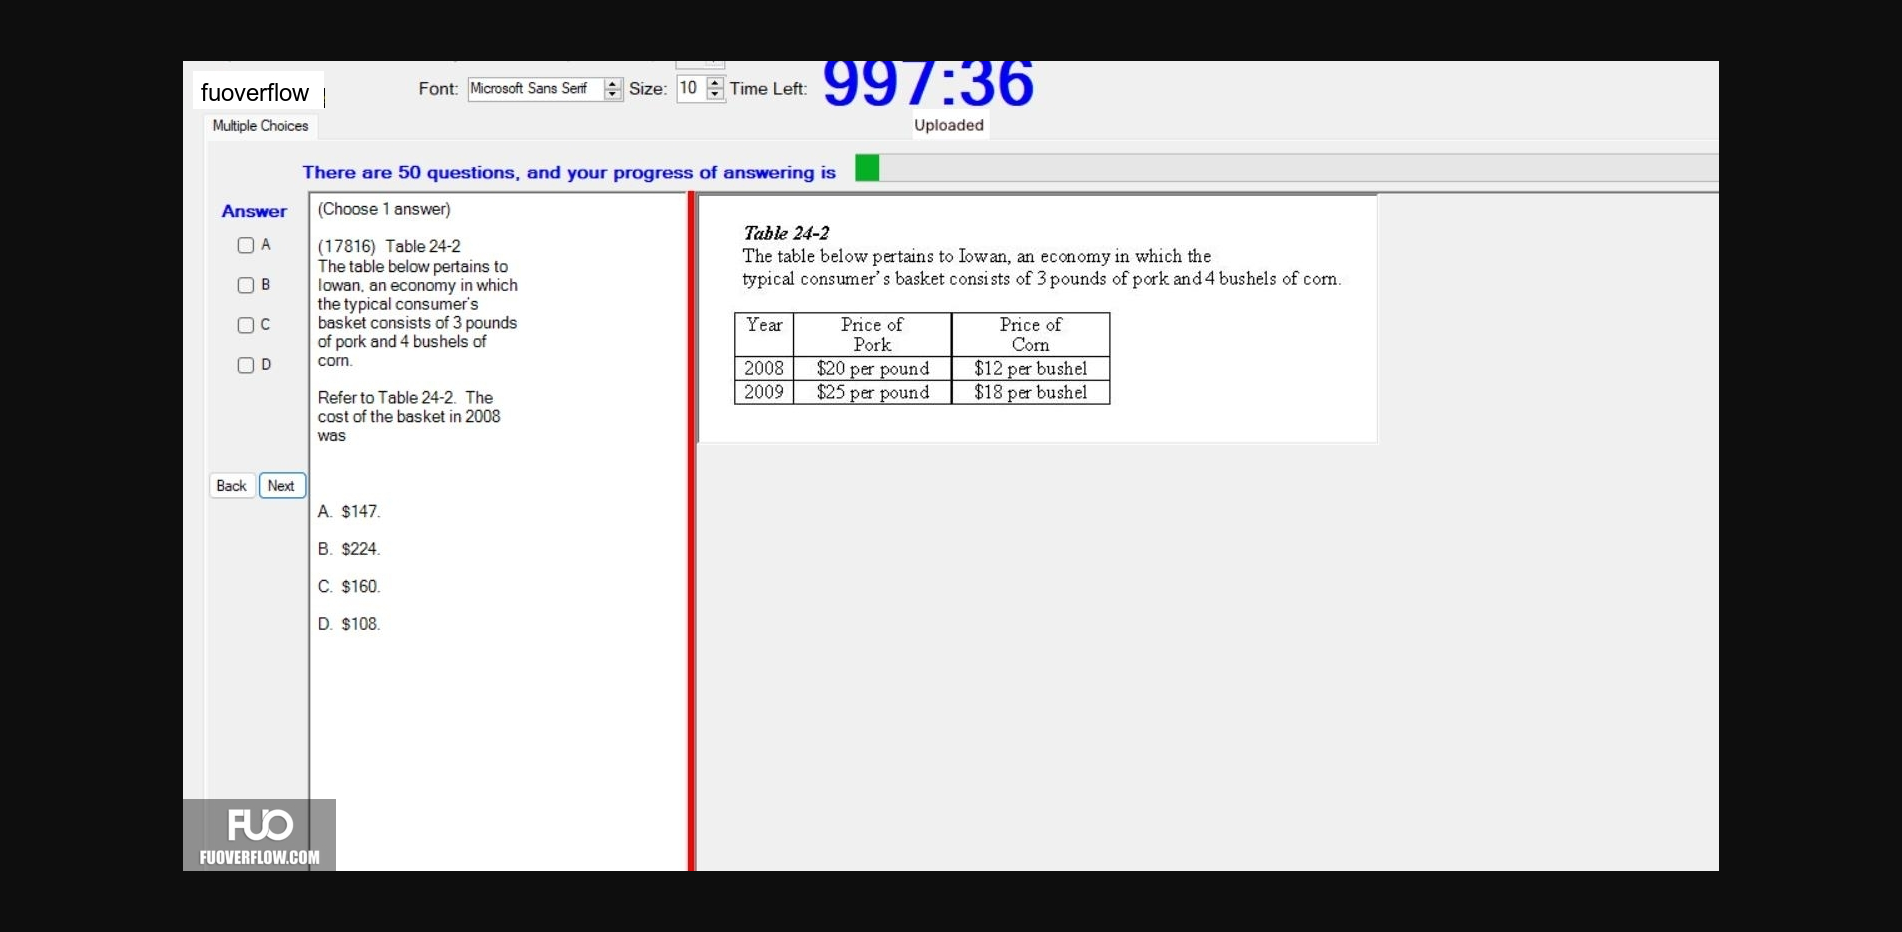 fuoverflow
Font: Microsoft Sans Serif Size: 10 Time Left: 997:36
Multiple Choices
Uploaded
There are 50 questions, and your progress of answering is
Answer
A
B
C
D
Back Next
(Choose 1 answer)
(17816) Table 24-2
The table below pertains to
Iowan, an economy in which
the typical consumer's
basket consists of 3 pounds
of pork and 4 bushels of
corn.
Refer to Table 24-2. The
cost of the basket in 2008
was
A. $147.
B. $224.
C. $160.
D. $108.
Table 24-2
The table below pertains to Iowan, an economy in which the
typical consumer's basket consists of 3 pounds of pork and 4 bushels of corn.
Year Price of Pork Price of Corn
2008 $20 per pound $12 per bushel
2009 $25 per pound $18 per bushel
FUO
FUOVERFLOW.COM